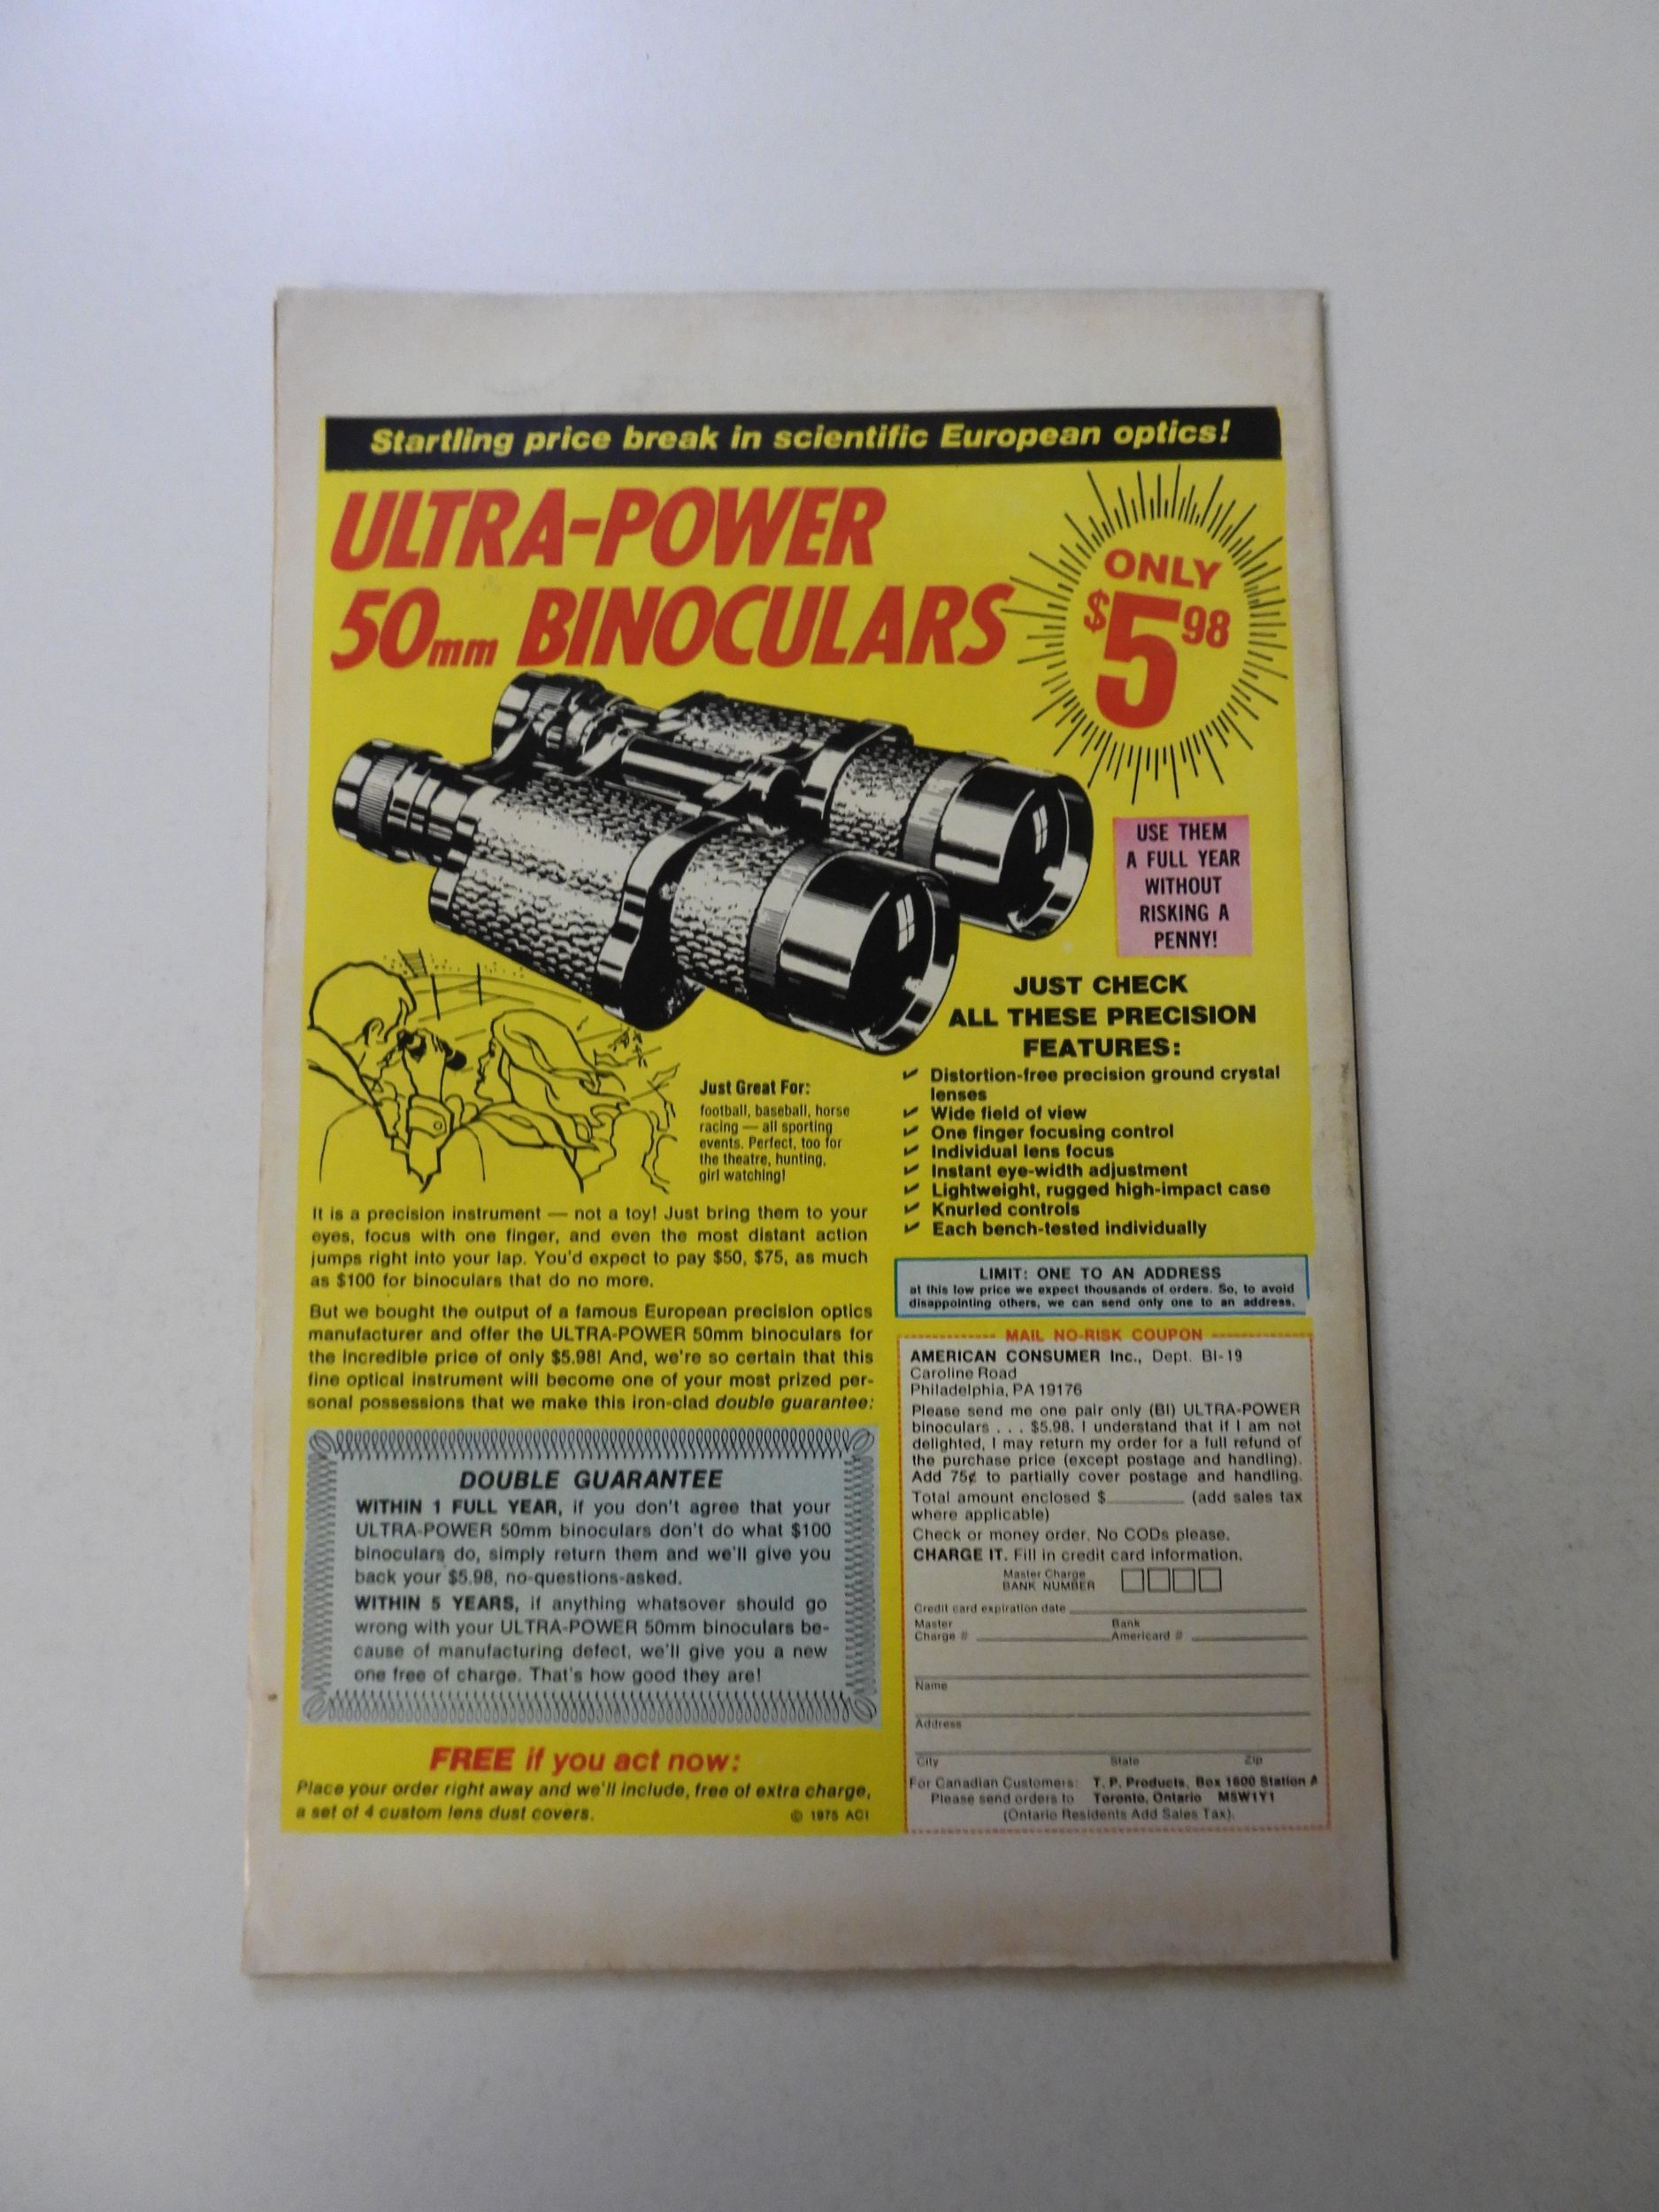 Startling price break in scientific European optics!
ULTRA-POWER
50mm BINOCULARS
ONLY
$5 98
USE THEM
A FULL YEAR
WITHOUT
RISKING A
PENNY!
JUST CHECK
ALL THESE PRECISION
FEATURES:
✓ Distortion-free precision ground crystal
lenses
✓ Wide field of view
✓ One finger focusing control
✓ Individual lens focus
✓ Instant eye-width adjustment
✓ Lightweight, rugged high-impact case
✓ Knurled controls
✓ Each bench-tested individually
Just Great For:
football, baseball, horse
racing — all sporting
events. Perfect, too for
the theatre, hunting,
girl watching!
It is a precision instrument — not a toy! Just bring them to your
eyes, focus with one finger, and even the most distant action
jumps right into your lap. You'd expect to pay $50, $75, as much
as $100 for binoculars that do no more.
But we bought the output of a famous European precision optics
manufacturer and offer the ULTRA-POWER 50mm binoculars for
the incredible price of only $5.98! And, we're so certain that this
fine optical instrument will become one of your most prized per-
sonal possessions that we make this iron-clad double guarantee:
DOUBLE GUARANTEE
WITHIN 1 FULL YEAR, if you don't agree that your
ULTRA-POWER 50mm binoculars don't do what $100
binoculars do, simply return them and we'll give you
back your $5.98, no-questions-asked.
WITHIN 5 YEARS, if anything whatsover should go
wrong with your ULTRA-POWER 50mm binoculars be-
cause of manufacturing defect, we'll give you a new
one free of charge. That's how good they are!
FREE if you act now:
Place your order right away and we'll include, free of extra charge,
a set of 4 custom lens dust covers.
© 1975 ACI
LIMIT: ONE TO AN ADDRESS
at this low price we expect thousands of orders. So, to avoid
disappointing others, we can send only one to an address.
MAIL NO-RISK COUPON
AMERICAN CONSUMER Inc., Dept. BI-19
Caroline Road
Philadelphia, PA 19176
Please send me one pair only (BI) ULTRA-POWER
binoculars . . . $5.98. I understand that if I am not
delighted, I may return my order for a full refund of
the purchase price (except postage and handling).
Add 75¢ to partially cover postage and handling.
Total amount enclosed $ (add sales tax
where applicable)
Check or money order. No CODs please.
CHARGE IT. Fill in credit card information.
Master Charge
BANK NUMBER
Credit card expiration date
Master Charge #
Bank Americard #
Name
Address
City State Zip
For Canadian Customers: T. P. Products, Box 1600 Station A
Please send orders to Toronto, Ontario M5W1Y1
(Ontario Residents Add Sales Tax).